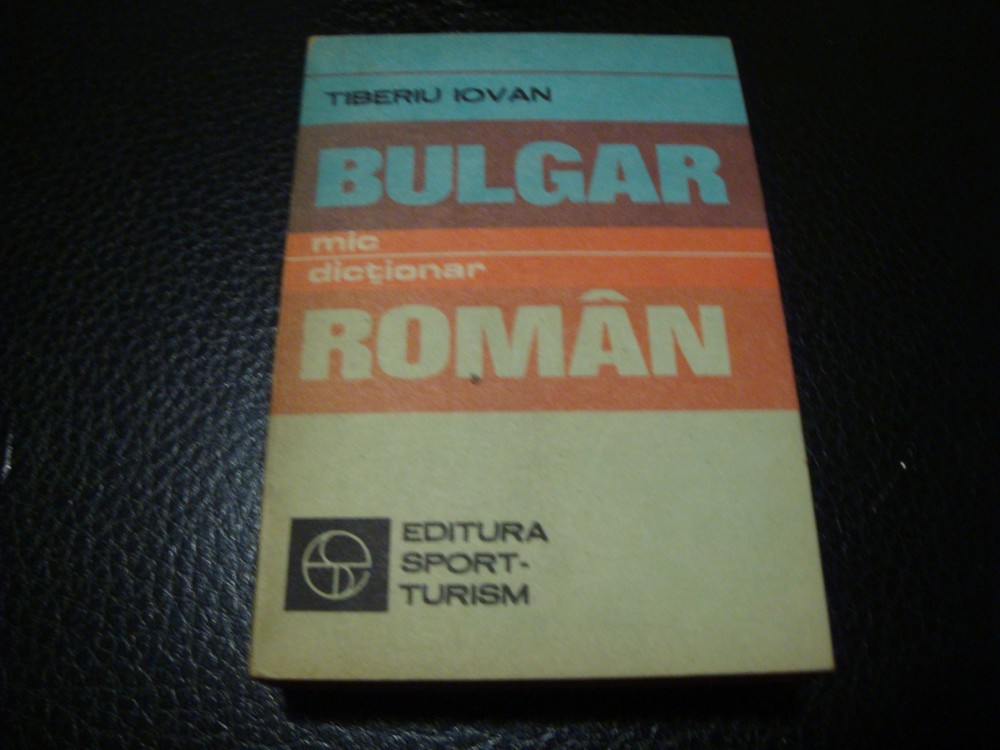 TIBERIU IOVAN
BULGAR
mic
dicţionar
ROMÂN
EDITURA
SPORT-
TURISM